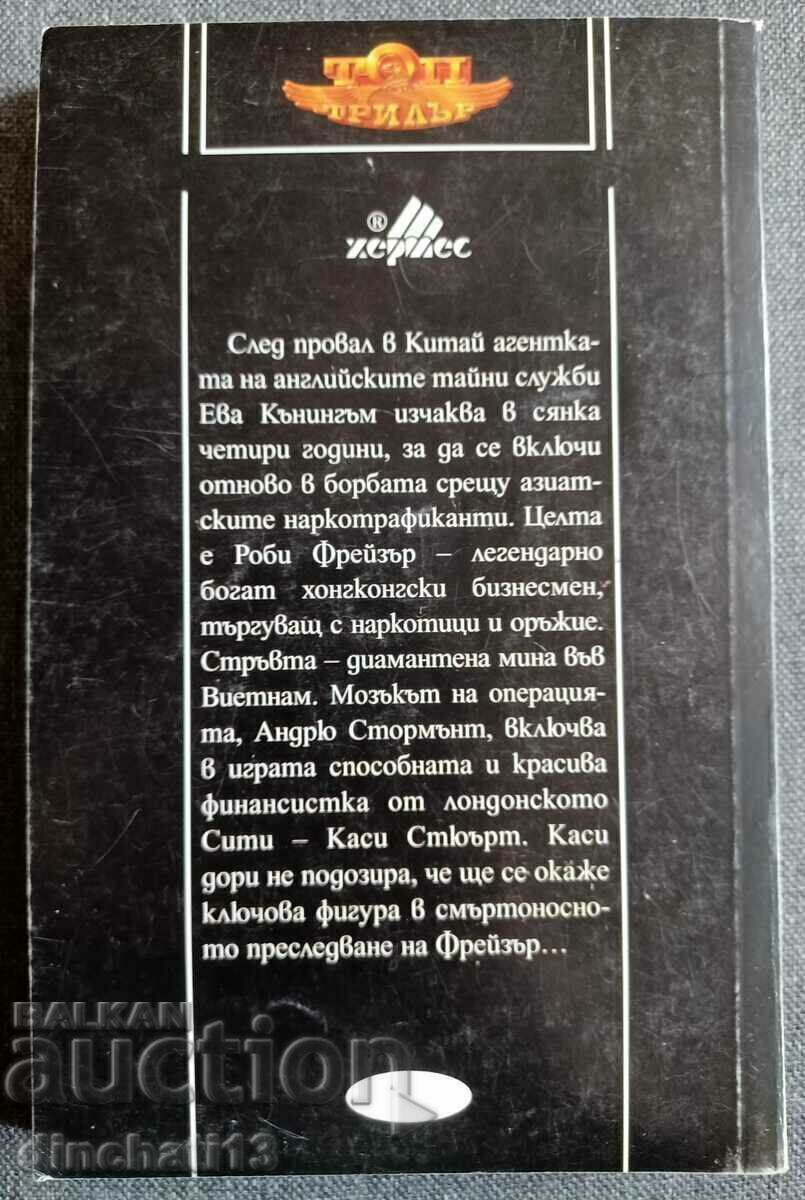 ТОП
ТРИЛЪР
®
хермес
След провал в Китай агентка-
та на английските тайни служби
Ева Кънингъм изчаква в сянка
четири години, за да се включи
отново в борбата срещу азиат-
ските наркотрафиканти. Целта
е Роби Фрейзър – легендарно
богат хонгконгски бизнесмен,
търгуващ с наркотици и оръжие.
Стръвта – диамантена мина във
Виетнам. Мозъкът на операция-
та, Андрю Стормънт, включва
в играта способната и красива
финансистка от лондонското
Сити – Каси Стюърт. Каси
дори не подозира, че ще се окаже
ключова фигура в смъртоносно-
то преследване на Фрейзър...
BALKAN
auction
dinchati13